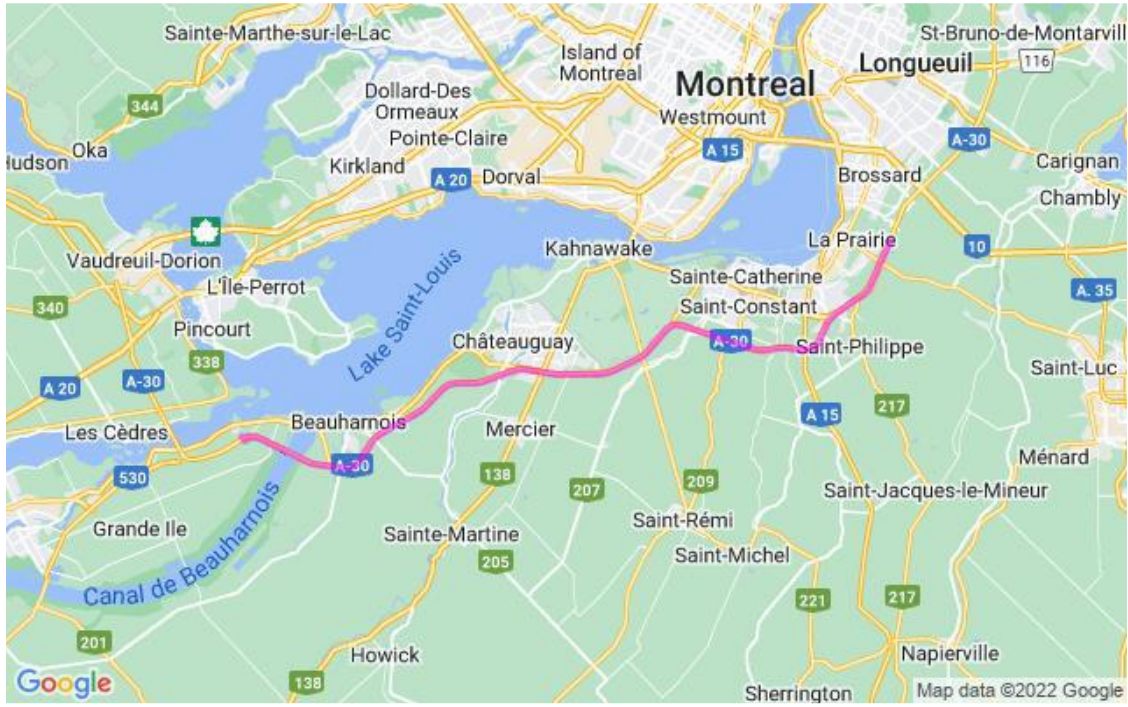 Sainte-Marthe-sur-le-Lac
St-Bruno-de-Montarvill
Island of
Montreal
Longueuil
116
Montreal
Dollard-Des
Ormeaux
344
Westmount
Pointe-Claire
A 15
A-30
Oka
Hudson
Kirkland
Carignan
A 20
Dorval
Brossard
Chambly
La Prairie
10
Kahnawake
Vaudreuil-Dorion
Sainte-Catherine
L'Île-Perrot
A. 35
340
Saint-Constant
Lake Saint-Louis
Pincourt
Châteauguay
A-30
338
Saint-Philippe
A 20
A-30
Saint-Luc
217
A 15
Beauharnois
Les Cèdres
Mercier
Ménard
A-30
530
138
209
207
Saint-Jacques-le-Mineur
Grande Ile
Saint-Rémi
Sainte-Martine
Canal de Beauharnois
Saint-Michel
205
221
217
201
Howick
Napierville
138
Google
Sherrington
Map data ©2022 Google